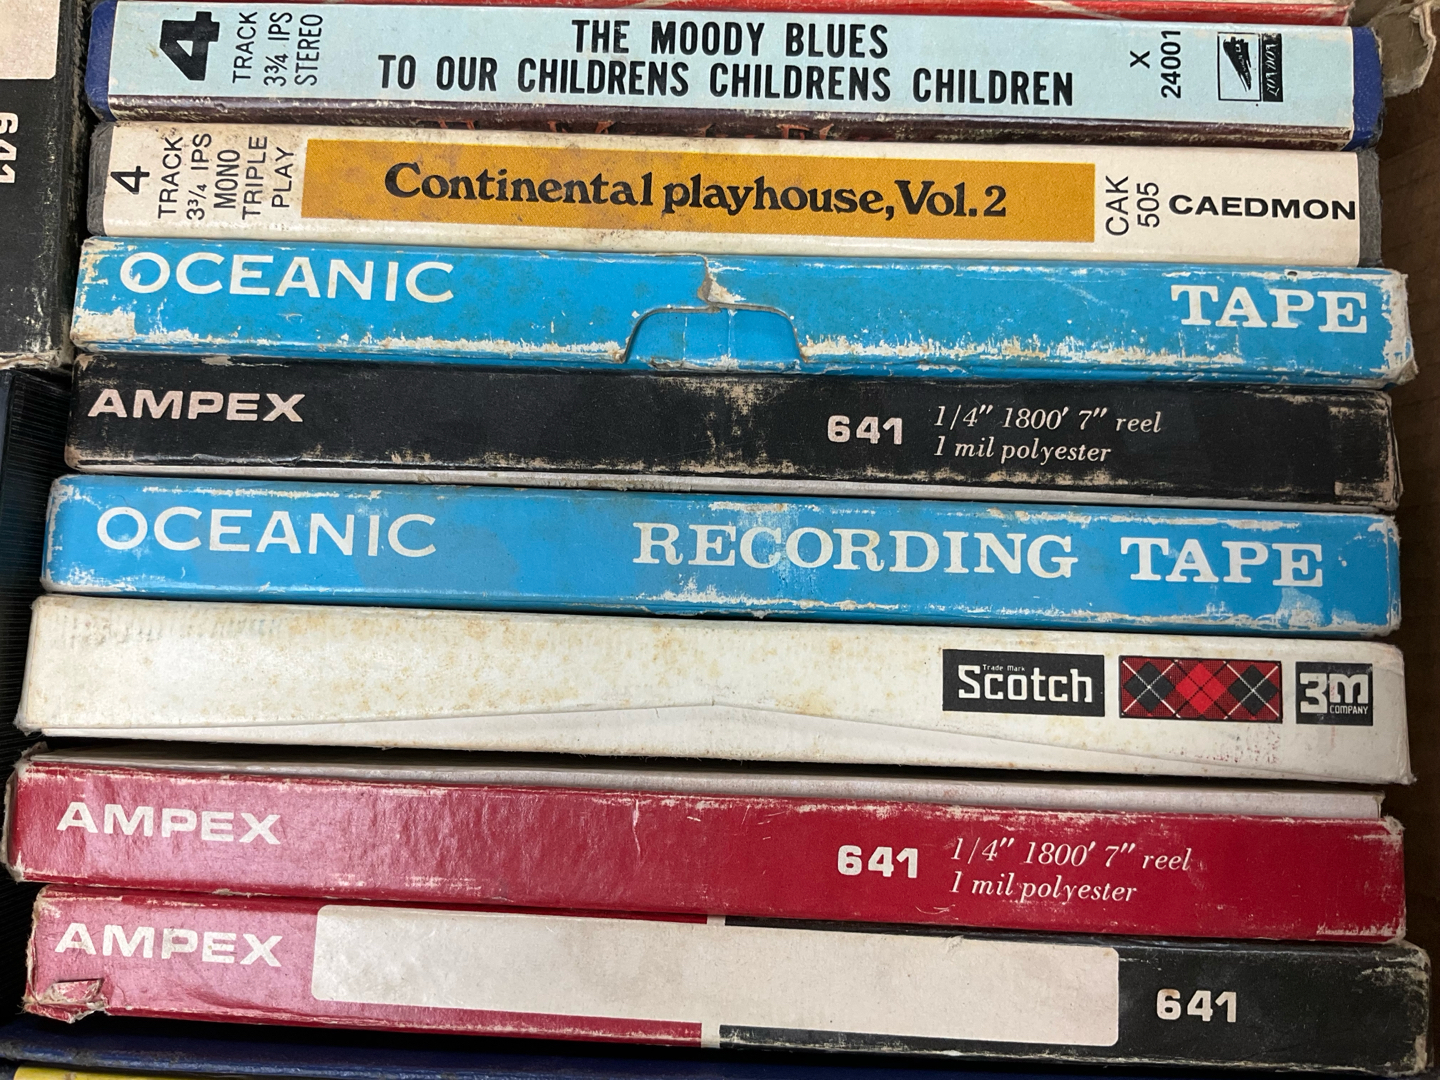 4
TRACK
3¾ IPS
STEREO
THE MOODY BLUES
TO OUR CHILDRENS CHILDRENS CHILDREN
X
24001
LONDON
641
4
TRACK
3¾ IPS
MONO
TRIPLE
PLAY
Continental playhouse, Vol. 2
CAK
505
CAEDMON
OCEANIC TAPE
AMPEX
641
1/4" 1800' 7" reel
1 mil polyester
OCEANIC RECORDING TAPE
Trade Mark
Scotch
3M
COMPANY
AMPEX
641
1/4" 1800' 7" reel
1 mil polyester
AMPEX
641